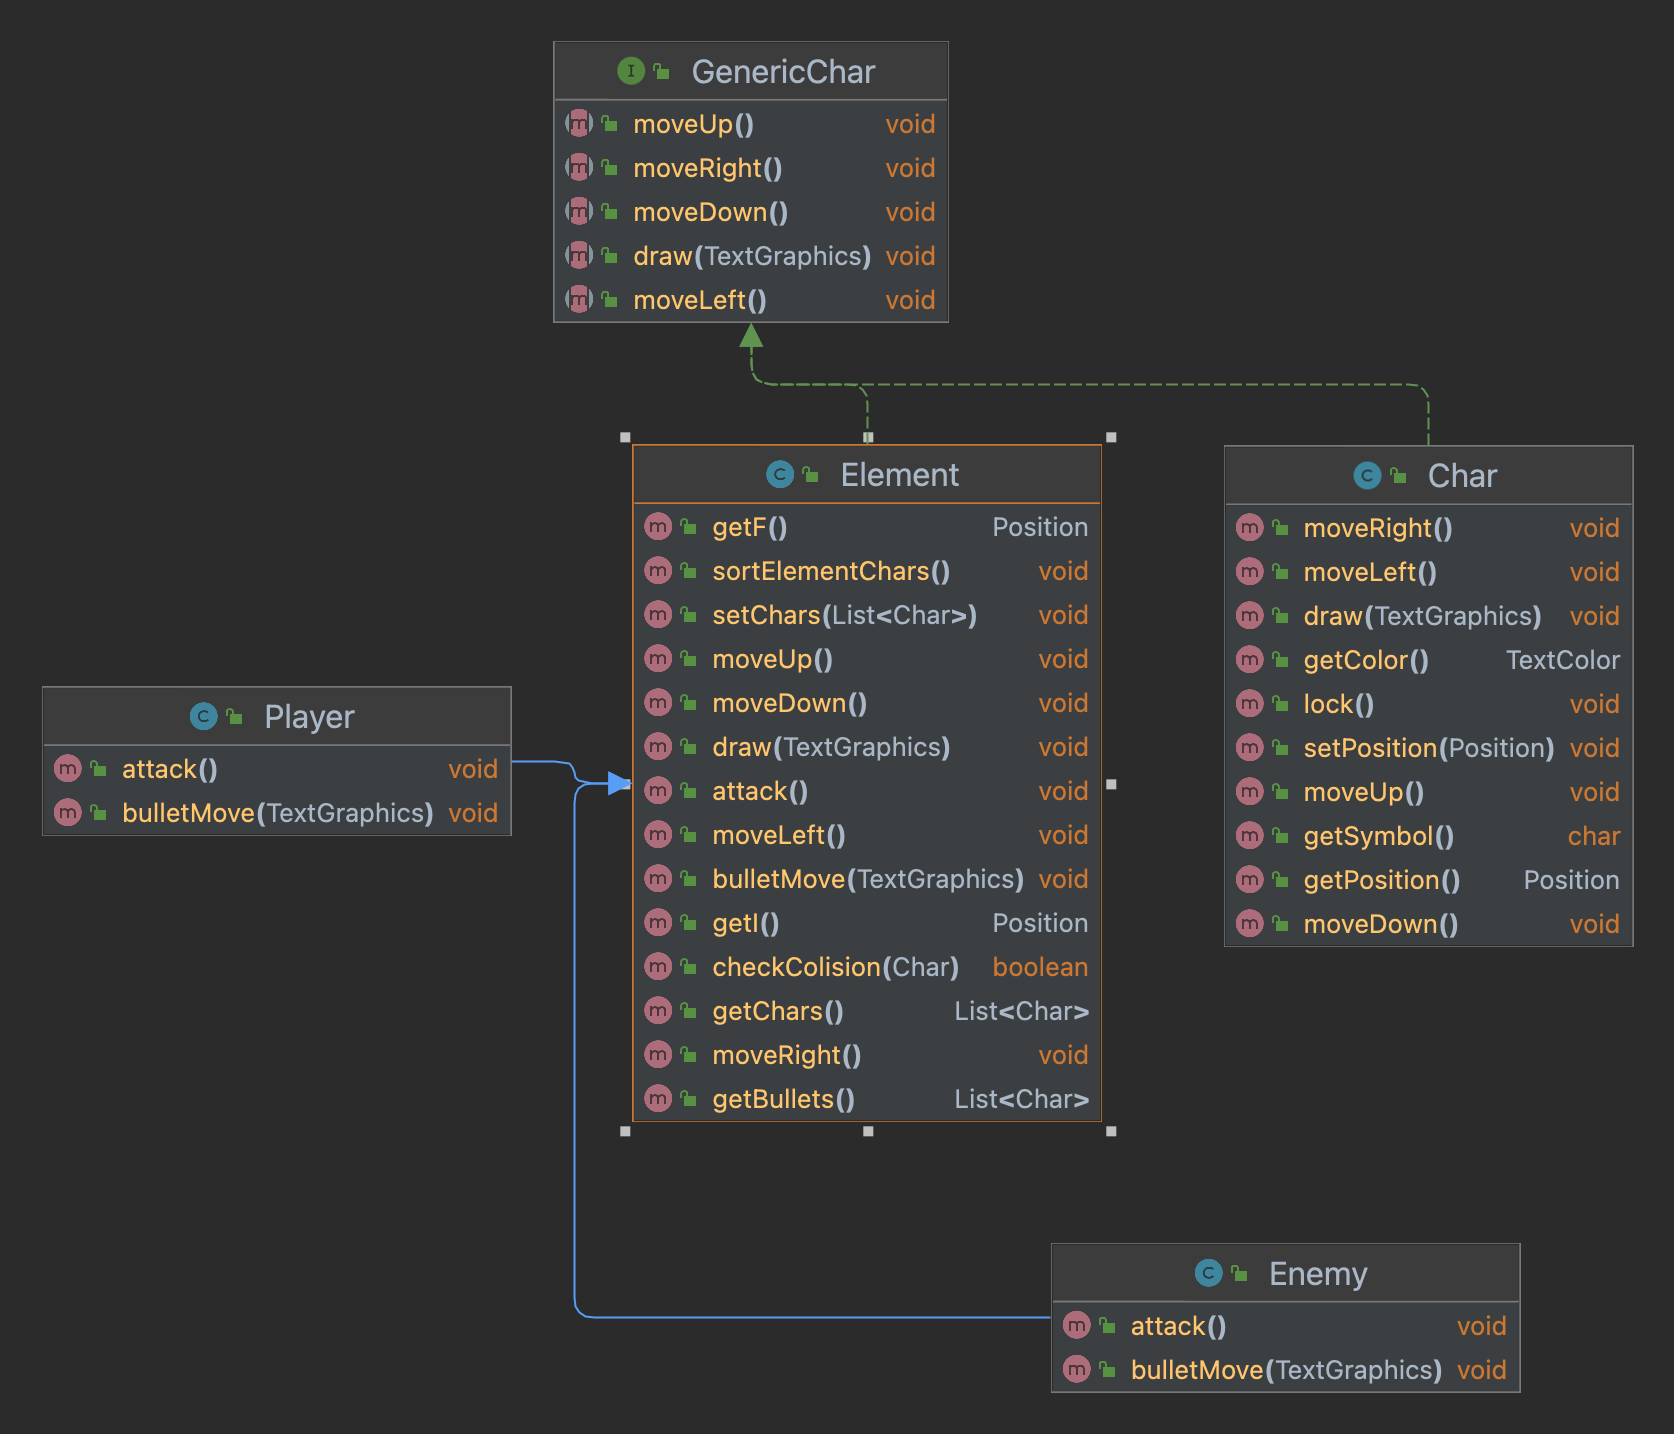 GenericChar
moveUp() void
moveRight() void
moveDown() void
draw(TextGraphics) void
moveLeft() void
Element
getF() Position
sortElementChars() void
setChars(List<Char>) void
moveUp() void
moveDown() void
draw(TextGraphics) void
attack() void
moveLeft() void
bulletMove(TextGraphics) void
getI() Position
checkColision(Char) boolean
getChars() List<Char>
moveRight() void
getBullets() List<Char>
Char
moveRight() void
moveLeft() void
draw(TextGraphics) void
getColor() TextColor
lock() void
setPosition(Position) void
moveUp() void
getSymbol() char
getPosition() Position
moveDown() void
Player
attack() void
bulletMove(TextGraphics) void
Enemy
attack() void
bulletMove(TextGraphics) void